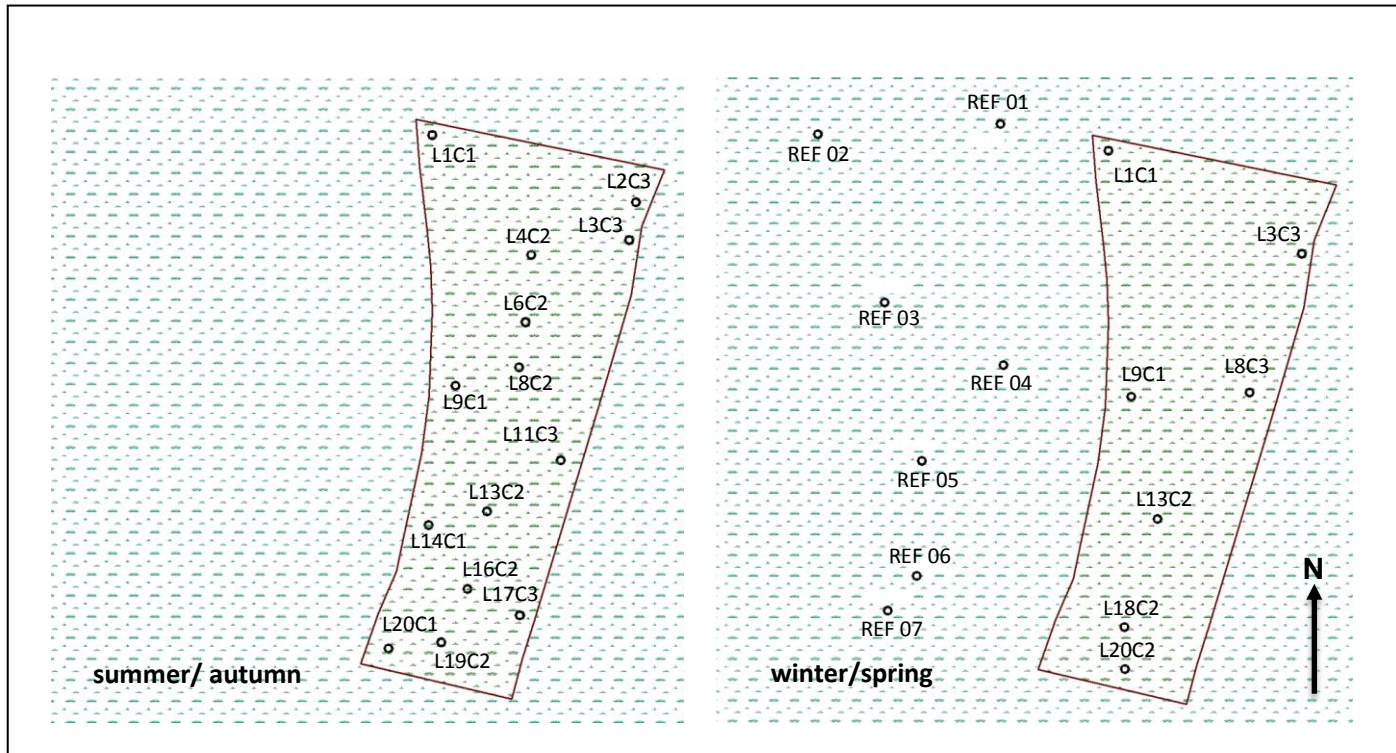 L1C1
L2C3
L3C3
L4C2
L6C2
L8C2
L9C1
L11C3
L13C2
L14C1
L16C2
L17C3
L20C1
L19C2
summer/ autumn
REF 01
REF 02
L1C1
L3C3
REF 03
REF 04
L8C3
L9C1
REF 05
L13C2
REF 06
N
REF 07
L18C2
L20C2
winter/spring